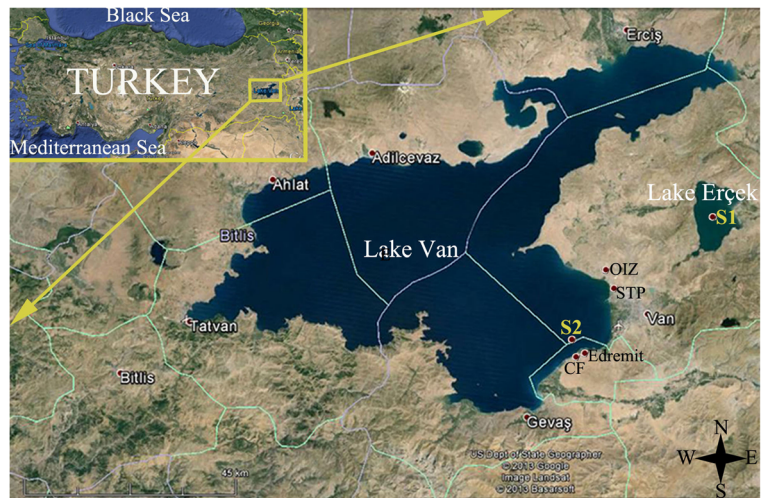 Black Sea
TURKEY
Mediterranean Sea
Erciş
Adilcevaz
Ahlat
Lake Erçek
S1
Bitlis
Lake Van
OIZ
STP
Van
S2
Tatvan
Edremit
CF
Bitlis
Gevaş
N
W E
S
US Dept of State Geographer
© 2013 Google
Image Landsat
© 2013 Basarsoft
45 km